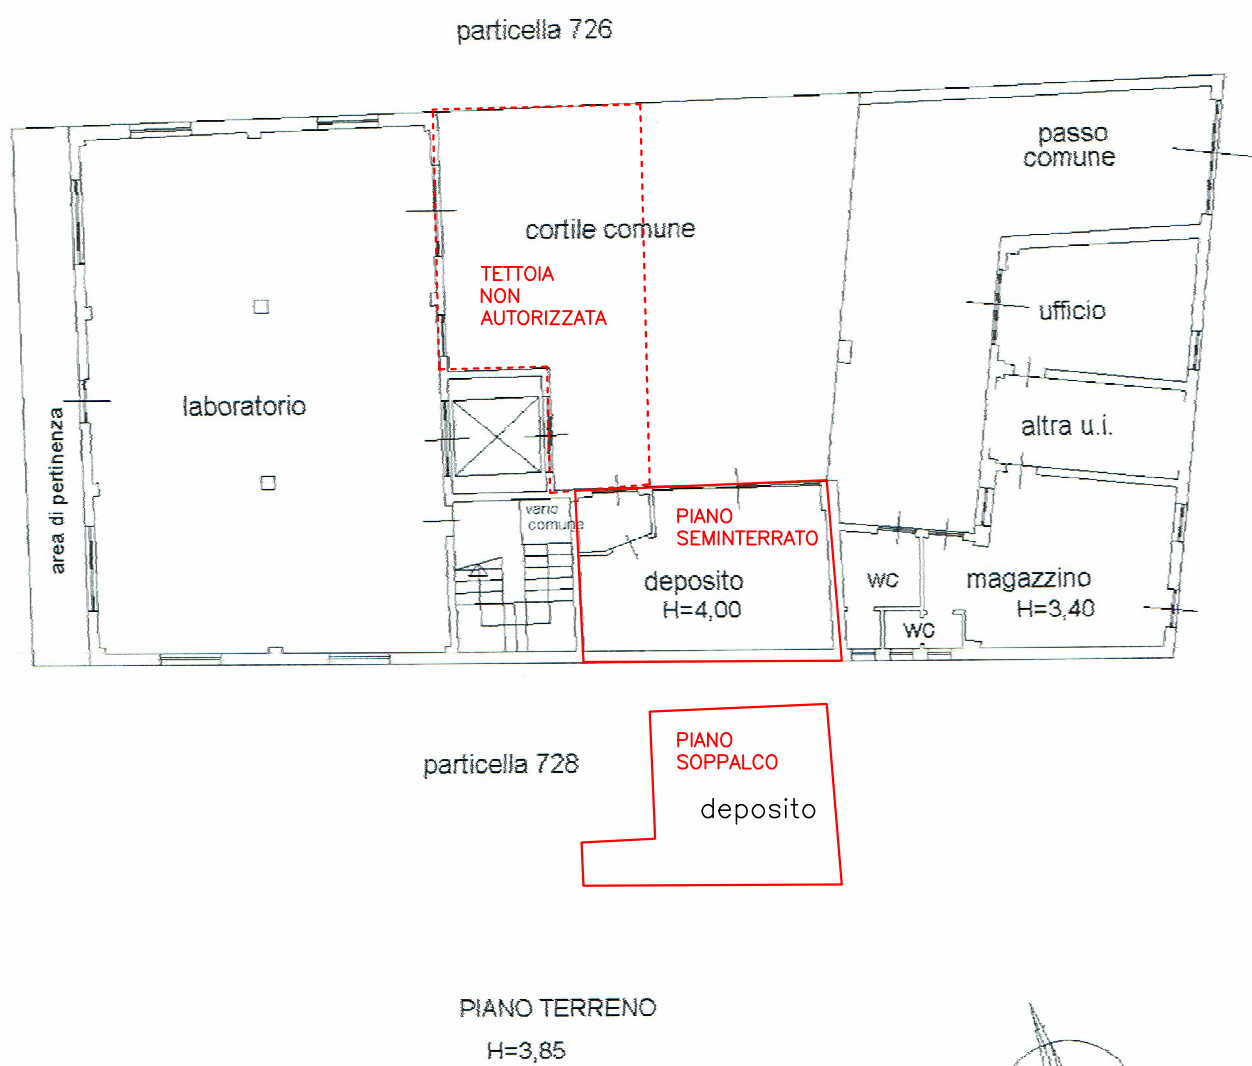 particella 726
passo
comune
cortile comune
TETTOIA
NON
AUTORIZZATA
ufficio
laboratorio
altra u.i.
area di pertinenza
vano
comune
PIANO
SEMINTERRATO
deposito
H=4,00
wc
magazzino
H=3,40
wc
PIANO
SOPPALCO
particella 728
deposito
PIANO TERRENO
H=3,85